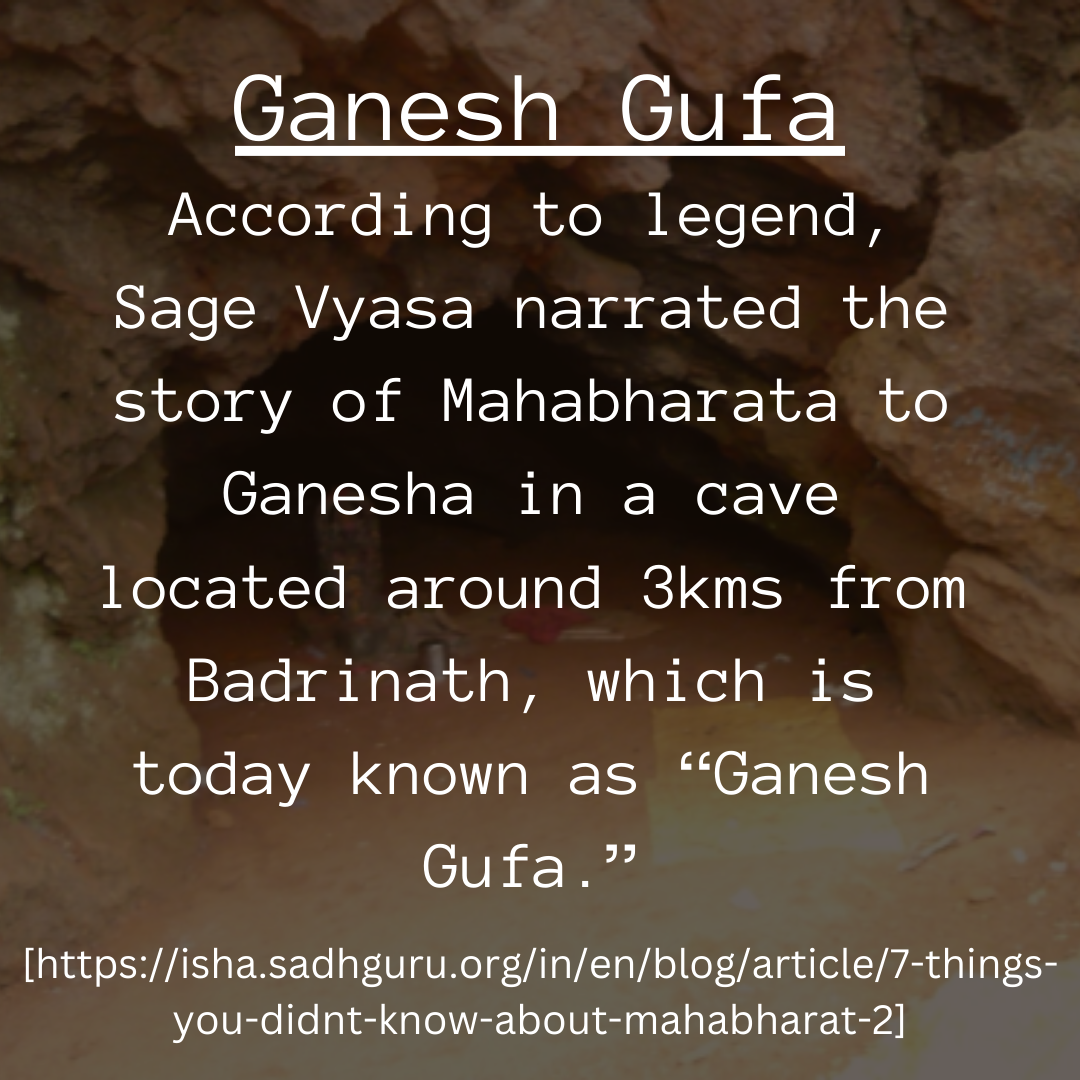 Ganesh Gufa
According to legend,
Sage Vyasa narrated the
story of Mahabharata to
Ganesha in a cave
located around 3kms from
Badrinath, which is
today known as “Ganesh
Gufa.”
[https://isha.sadhguru.org/in/en/blog/article/7-things-
you-didnt-know-about-mahabharat-2]